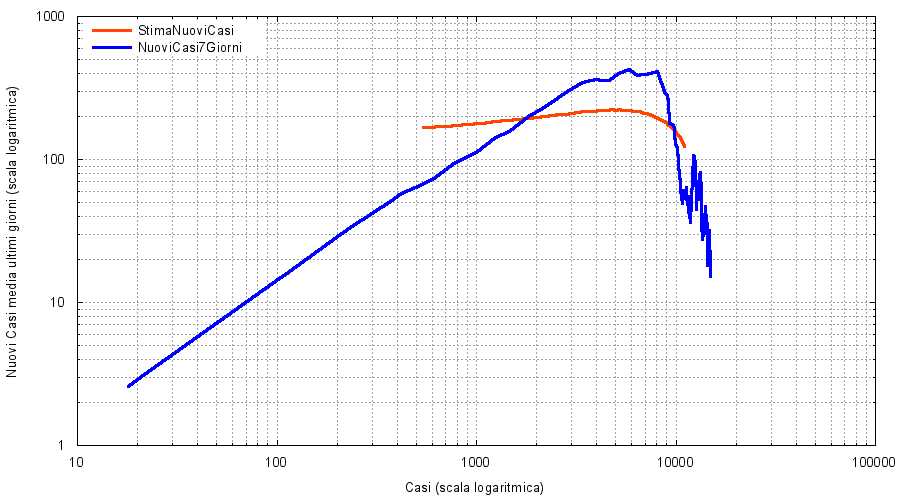 1000
StimaNuoviCasi
NuoviCasi7Giorni
100
10
1
Nuovi Casi media ultimi giorni (scala logaritmica)
10 100 1000 10000 100000
Casi (scala logaritmica)